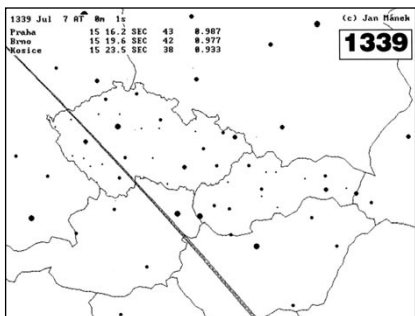 1339 Jul 7 AT 0m 1s
(c) Jan Mánek
Praha 15 16.2 SEC 43 0.987
Brno 15 19.6 SEC 42 0.977
Kosice 15 23.5 SEC 38 0.933
1339